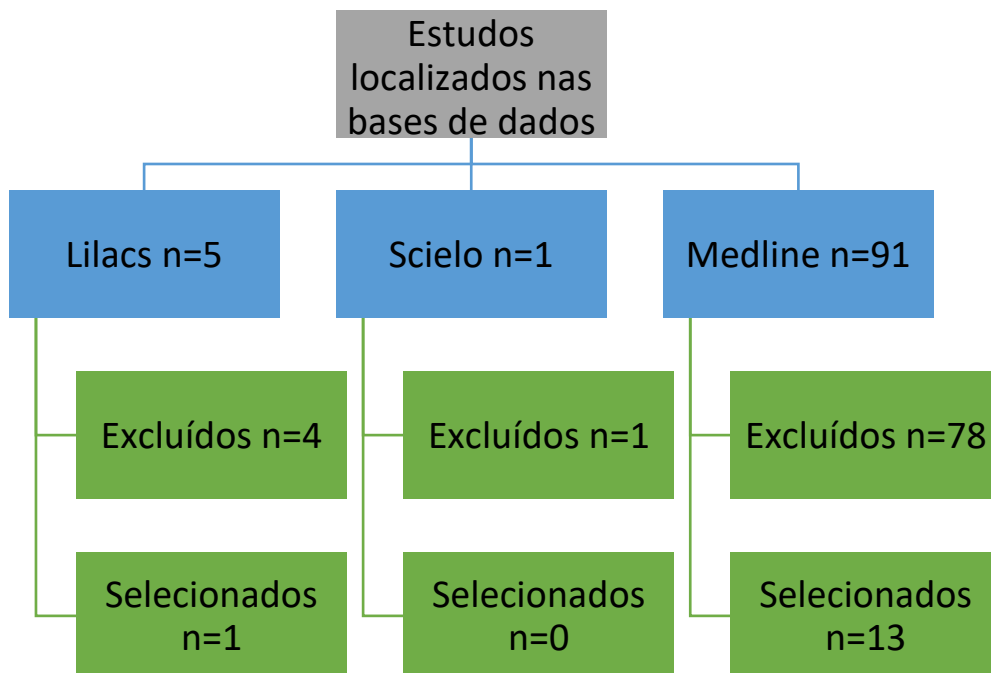 Estudos
localizados nas
bases de dados
Lilacs n=5
Scielo n=1
Medline n=91
Excluídos n=4
Excluídos n=1
Excluídos n=78
Selecionados
n=1
Selecionados
n=0
Selecionados
n=13